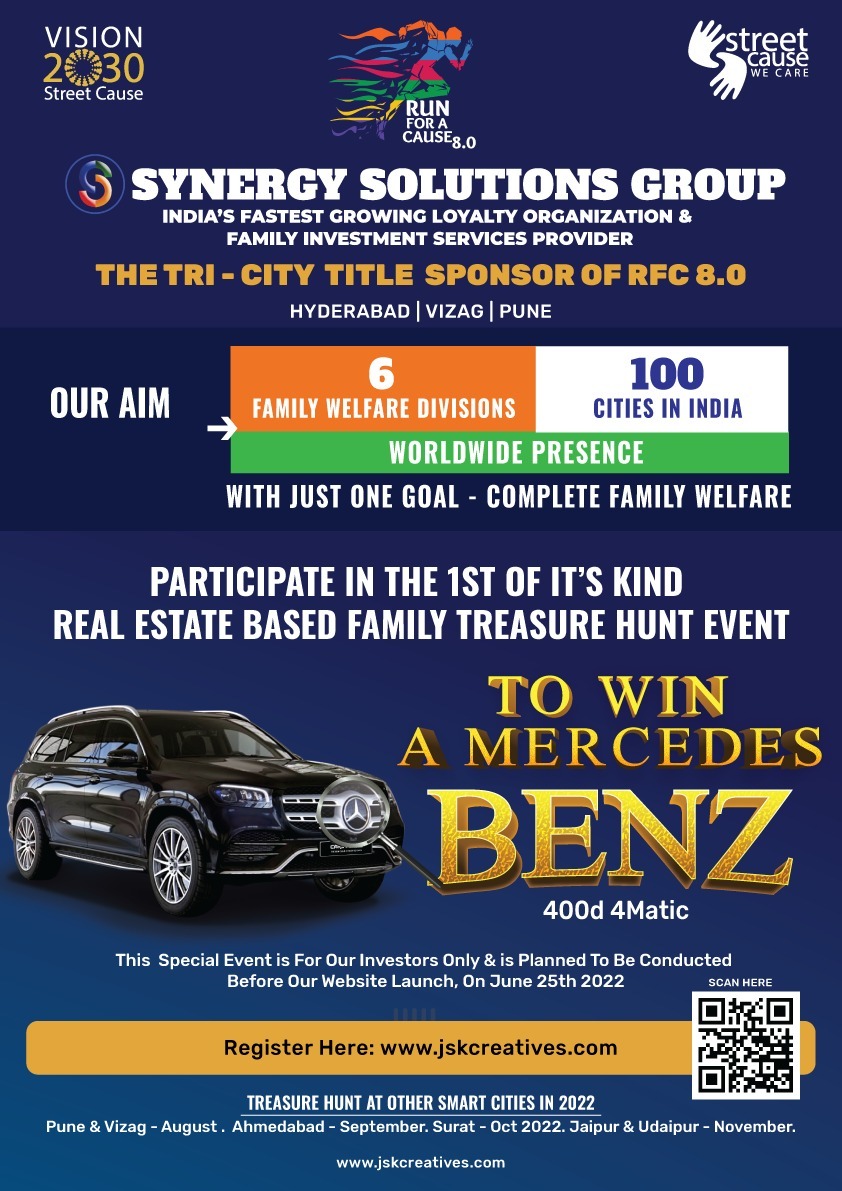 VISION
2030
Street Cause
RUN
FOR A
CAUSE 8.0
street
cause
WE CARE
SYNERGY SOLUTIONS GROUP
INDIA'S FASTEST GROWING LOYALTY ORGANIZATION &
FAMILY INVESTMENT SERVICES PROVIDER
THE TRI - CITY TITLE SPONSOR OF RFC 8.0
HYDERABAD | VIZAG | PUNE
OUR AIM
6
FAMILY WELFARE DIVISIONS
100
CITIES IN INDIA
WORLDWIDE PRESENCE
WITH JUST ONE GOAL - COMPLETE FAMILY WELFARE
PARTICIPATE IN THE 1ST OF IT'S KIND
REAL ESTATE BASED FAMILY TREASURE HUNT EVENT
TO WIN
A MERCEDES
BENZ
400d 4Matic
This Special Event is For Our Investors Only & is Planned To Be Conducted
Before Our Website Launch, On June 25th 2022
SCAN HERE
Register Here: www.jskcreatives.com
TREASURE HUNT AT OTHER SMART CITIES IN 2022
Pune & Vizag - August . Ahmedabad - September. Surat - Oct 2022. Jaipur & Udaipur - November.
www.jskcreatives.com